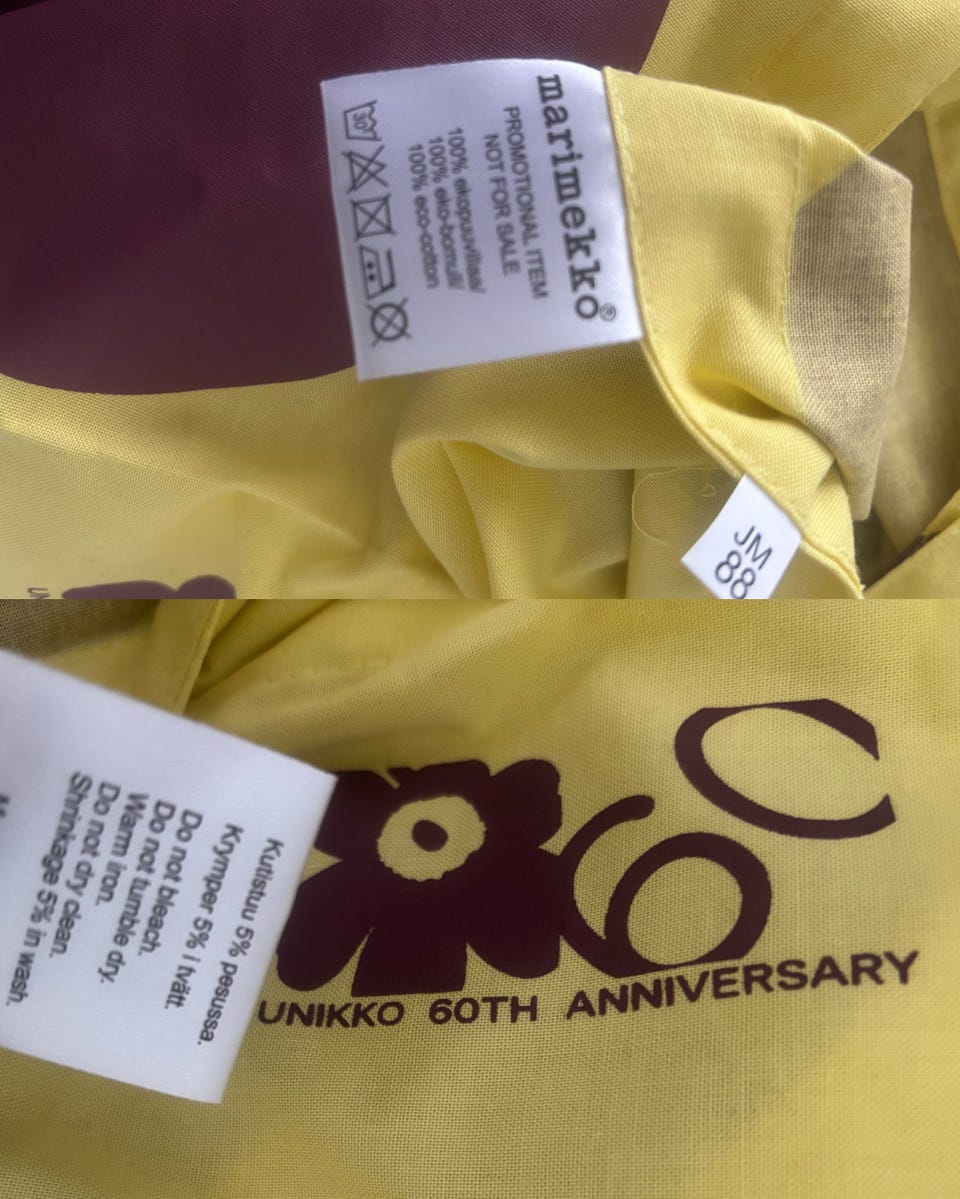 marimekko®
PROMOTIONAL ITEM
NOT FOR SALE
100% ekopuuvillaa/
100% eko-bomull/
100% eco-cotton
30°
JM
88
UN
Kutistuu 5% pesussa.
Krymper 5% i tvätt.
Do not bleach.
Do not tumble dry.
Warm iron.
Do not dry clean.
Shrinkage 5% in wash.
60
UNIKKO 60TH ANNIVERSARY